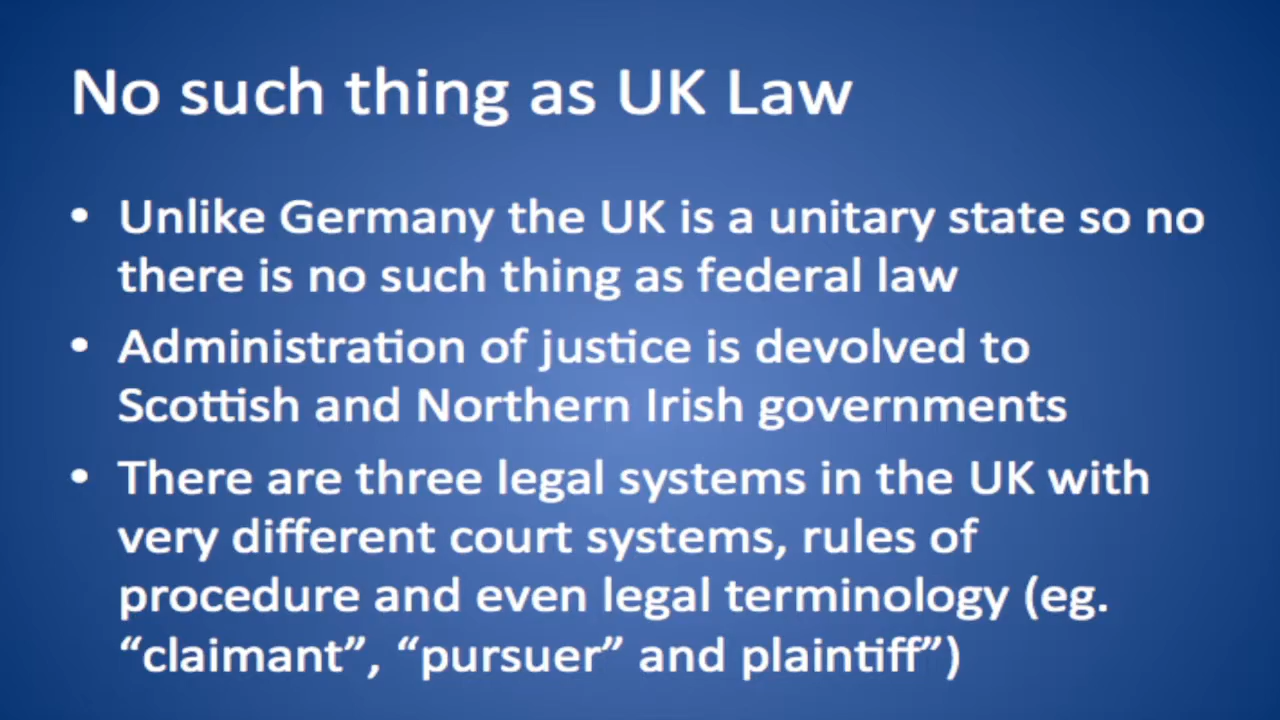 No such thing as UK Law
• Unlike Germany the UK is a unitary state so no
there is no such thing as federal law
• Administration of justice is devolved to
Scottish and Northern Irish governments
• There are three legal systems in the UK with
very different court systems, rules of
procedure and even legal terminology (eg.
“claimant”, “pursuer” and plaintiff”)